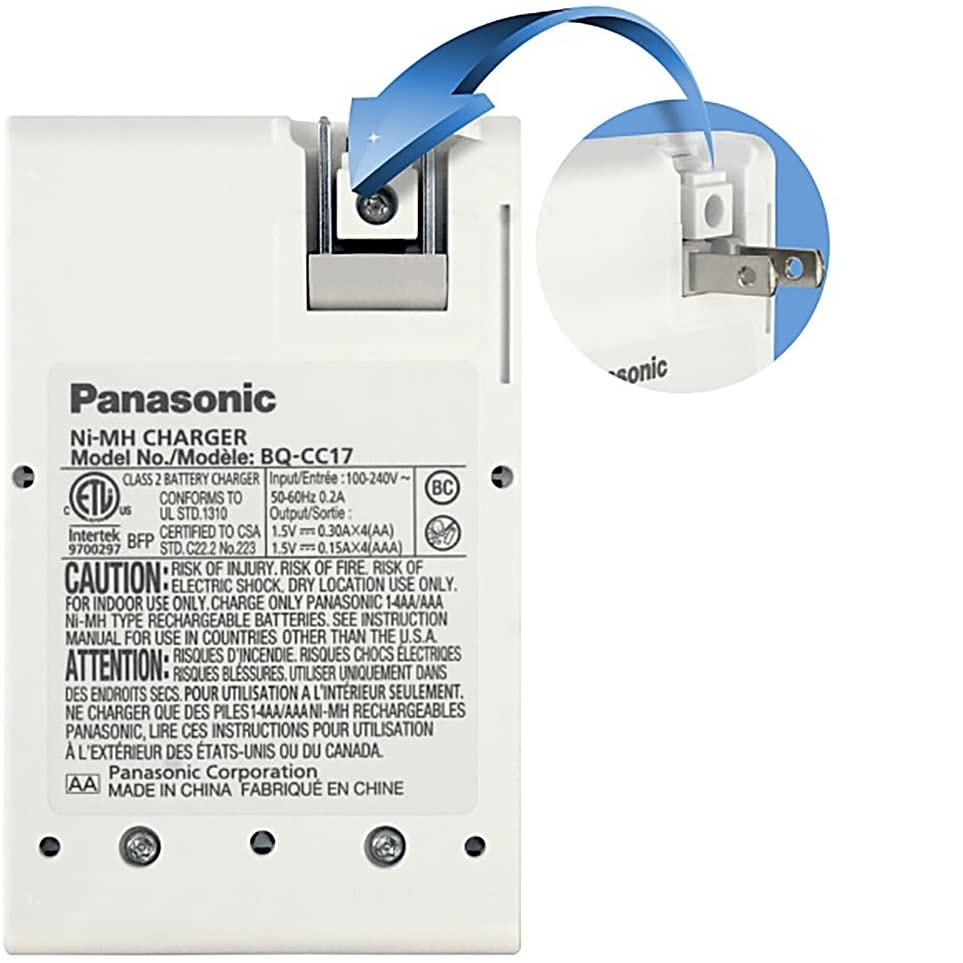 Panasonic
Ni-MH CHARGER
Model No./Modèle: BQ-CC17
CLASS 2 BATTERY CHARGER
CONFORMS TO
UL STD.1310
C ETL US
Intertek
9700297
BFP
CERTIFIED TO CSA
STD. C22.2 No.223
Input/Entrée :100-240V ~
50-60Hz 0.2A
Output/Sortie :
1.5V ⎓ 0.30A×4(AA)
1.5V ⎓ 0.15A×4(AAA)
BC
CAUTION: RISK OF INJURY. RISK OF FIRE. RISK OF
ELECTRIC SHOCK. DRY LOCATION USE ONLY.
FOR INDOOR USE ONLY. CHARGE ONLY PANASONIC 1-4AA/AAA
Ni-MH TYPE RECHARGEABLE BATTERIES. SEE INSTRUCTION
MANUAL FOR USE IN COUNTRIES OTHER THAN THE U.S.A.
ATTENTION: RISQUES D'INCENDIE. RISQUES CHOCS ÉLECTRIQES
RISQUES BLÉSSURES. UTILISER UNIQUEMENT DANS
DES ENDROITS SECS. POUR UTILISATION A L'INTÉRIEUR SEULEMENT.
NE CHARGER QUE DES PILES 1-4AA/AAA NI-MH RECHARGEABLES
PANASONIC, LIRE CES INSTRUCTIONS POUR UTILISATION
À L'EXTÉRIEUR DES ÉTATS-UNIS OU DU CANADA.
AA
Panasonic Corporation
MADE IN CHINA FABRIQUÉ EN CHINE
sonic